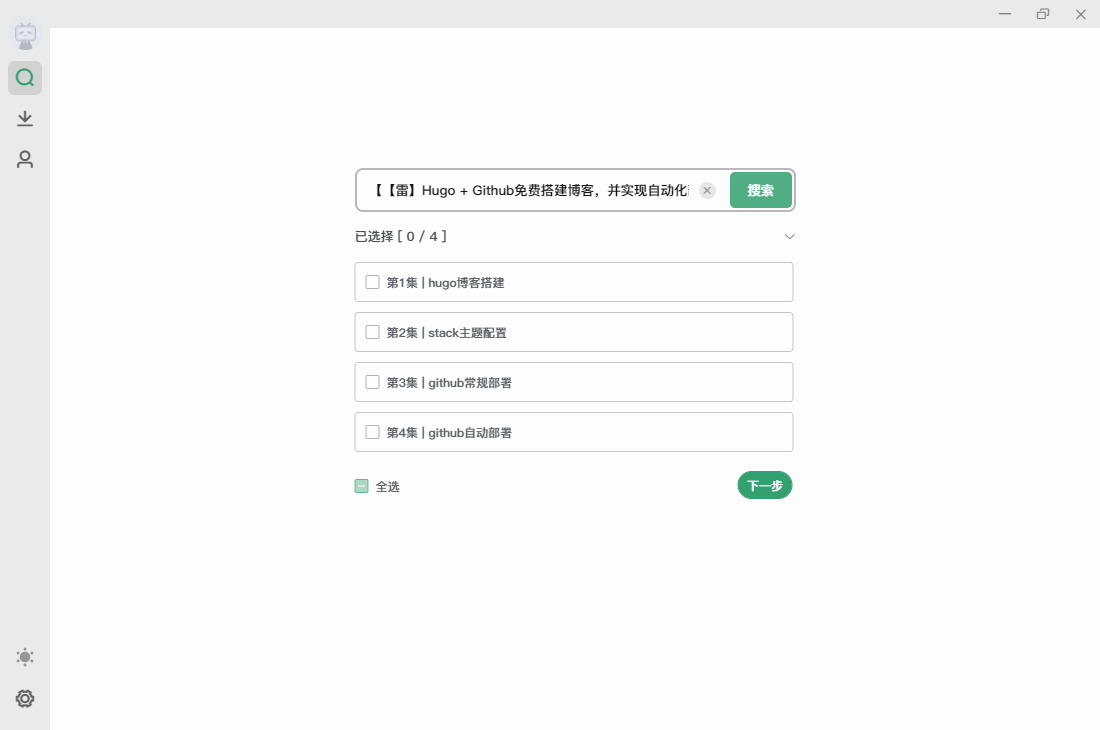 【【雷】Hugo + Github免费搭建博客，并实现自动化
搜索
已选择 [ 0 / 4 ]
第1集 | hugo博客搭建
第2集 | stack主题配置
第3集 | github常规部署
第4集 | github自动部署
全选
下一步